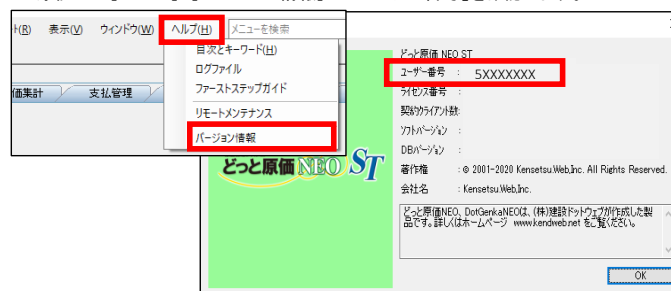 ﾄ(R) 表示(V) ウィンドウ(W) ヘルプ(H) メニューを検索
目次とキーワード(H)
ログファイル
ファーストステップガイド
リモートメンテナンス
バージョン情報
価集計 支払管理
どっと原価 NEO ST
どっと原価 NEO ST
ユーザー番号 : 5XXXXXXX
ライセンス番号 :
契約クライアント数:
ソフトバージョン :
DBバージョン :
著作権 : © 2001-2020 Kensetsu.Web,Inc. All Rights Reserved.
会社名 : Kensetsu.Web,Inc.
どっと原価NEO、DotGenkaNEOは、(株)建設ドットウェブが作成した製
品です。詳しくはホームページ www.kendweb.net をご覧ください。
OK